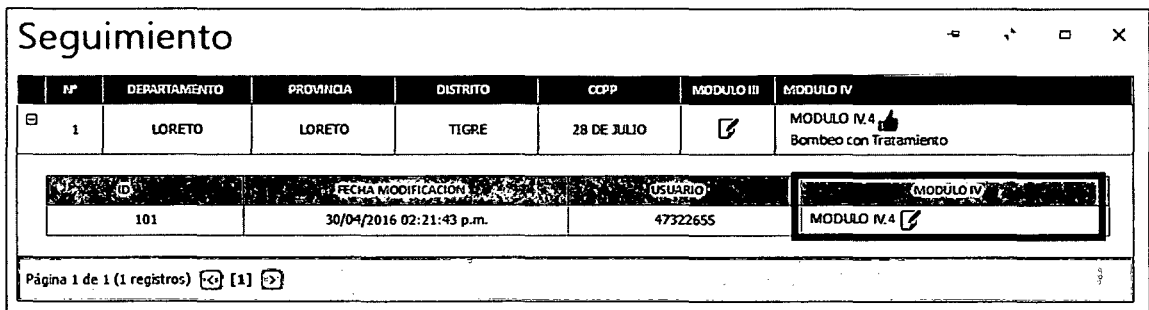 Seguimiento
Nº DEPARTAMENTO PROVINCIA DISTRITO CCPP MODULO III MODULO IV
1 LORETO LORETO TIGRE 28 DE JULIO MODULO IV.4
Bombeo con Tratamiento
ID FECHA MODIFICACIÓN USUARIO MODULO IV
101 30/04/2016 02:21:43 p.m. 47322655 MODULO IV.4
Página 1 de 1 (1 registros) [1]